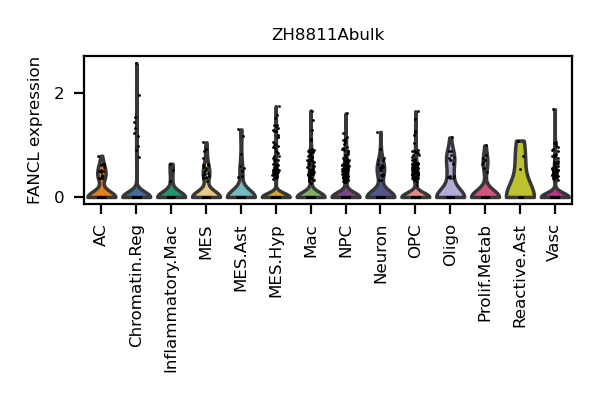 ZH8811Abulk
FANCL expression
2
0
AC
Chromatin.Reg
Inflammatory.Mac
MES
MES.Ast
MES.Hyp
Mac
NPC
Neuron
OPC
Oligo
Prolif.Metab
Reactive.Ast
Vasc